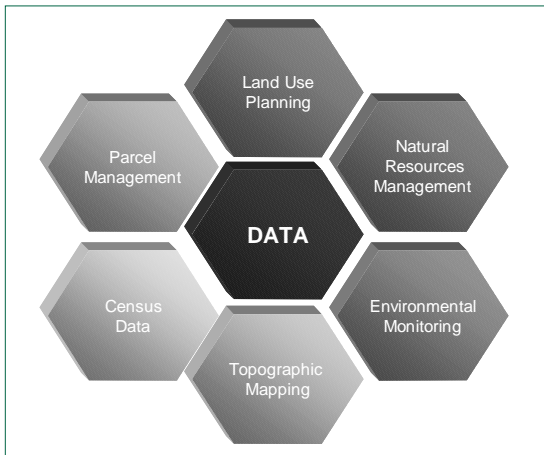 Land Use
Planning
Parcel
Management
Natural
Resources
Management
DATA
Census
Data
Environmental
Monitoring
Topographic
Mapping